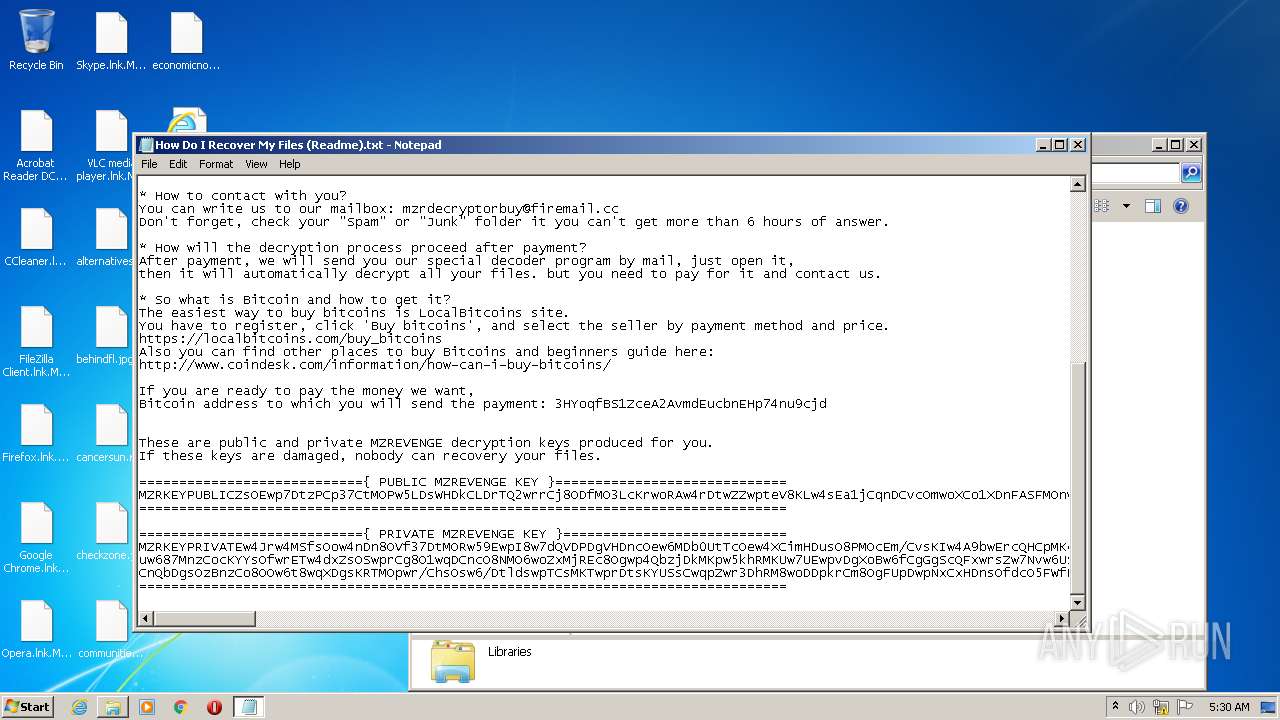 Recycle Bin
Skype.lnk.M...
economicno...
Acrobat
Reader DC...
VLC media
player.lnk.M
CCleaner.l...
alternatives
FileZilla
Client.lnk.M...
behindfl.jpg
Firefox.lnk....
cancersun.r
Google
Chrome.lnk...
checkzone.
Opera.lnk.M...
communitie...
How Do I Recover My Files (Readme).txt - Notepad
File Edit Format View Help
* How to contact with you?
You can write us to our mailbox: mzrdecryptorbuy@firemail.cc
Don't forget, check your "Spam" or "Junk" folder it you can't get more than 6 hours of answer.
* How will the decryption process proceed after payment?
After payment, we will send you our special decoder program by mail, just open it,
then it will automatically decrypt all your files. but you need to pay for it and contact us.
* So what is Bitcoin and how to get it?
The easiest way to buy bitcoins is LocalBitcoins site.
You have to register, click 'Buy bitcoins', and select the seller by payment method and price.
https://localbitcoins.com/buy_bitcoins
Also you can find other places to buy Bitcoins and beginners guide here:
http://www.coindesk.com/information/how-can-i-buy-bitcoins/
If you are ready to pay the money we want,
Bitcoin address to which you will send the payment: 3HYoqfBS1ZceA2AvmdEucbnEHp74nu9cjd
These are public and private MZREVENGE decryption keys produced for you.
If these keys are damaged, nobody can recovery your files.
============================{ PUBLIC MZREVENGE KEY }=============================
=================================================================================
============================{ PRIVATE MZREVENGE KEY }============================
=================================================================================
Libraries
ANY RUN
Start
5:30 AM